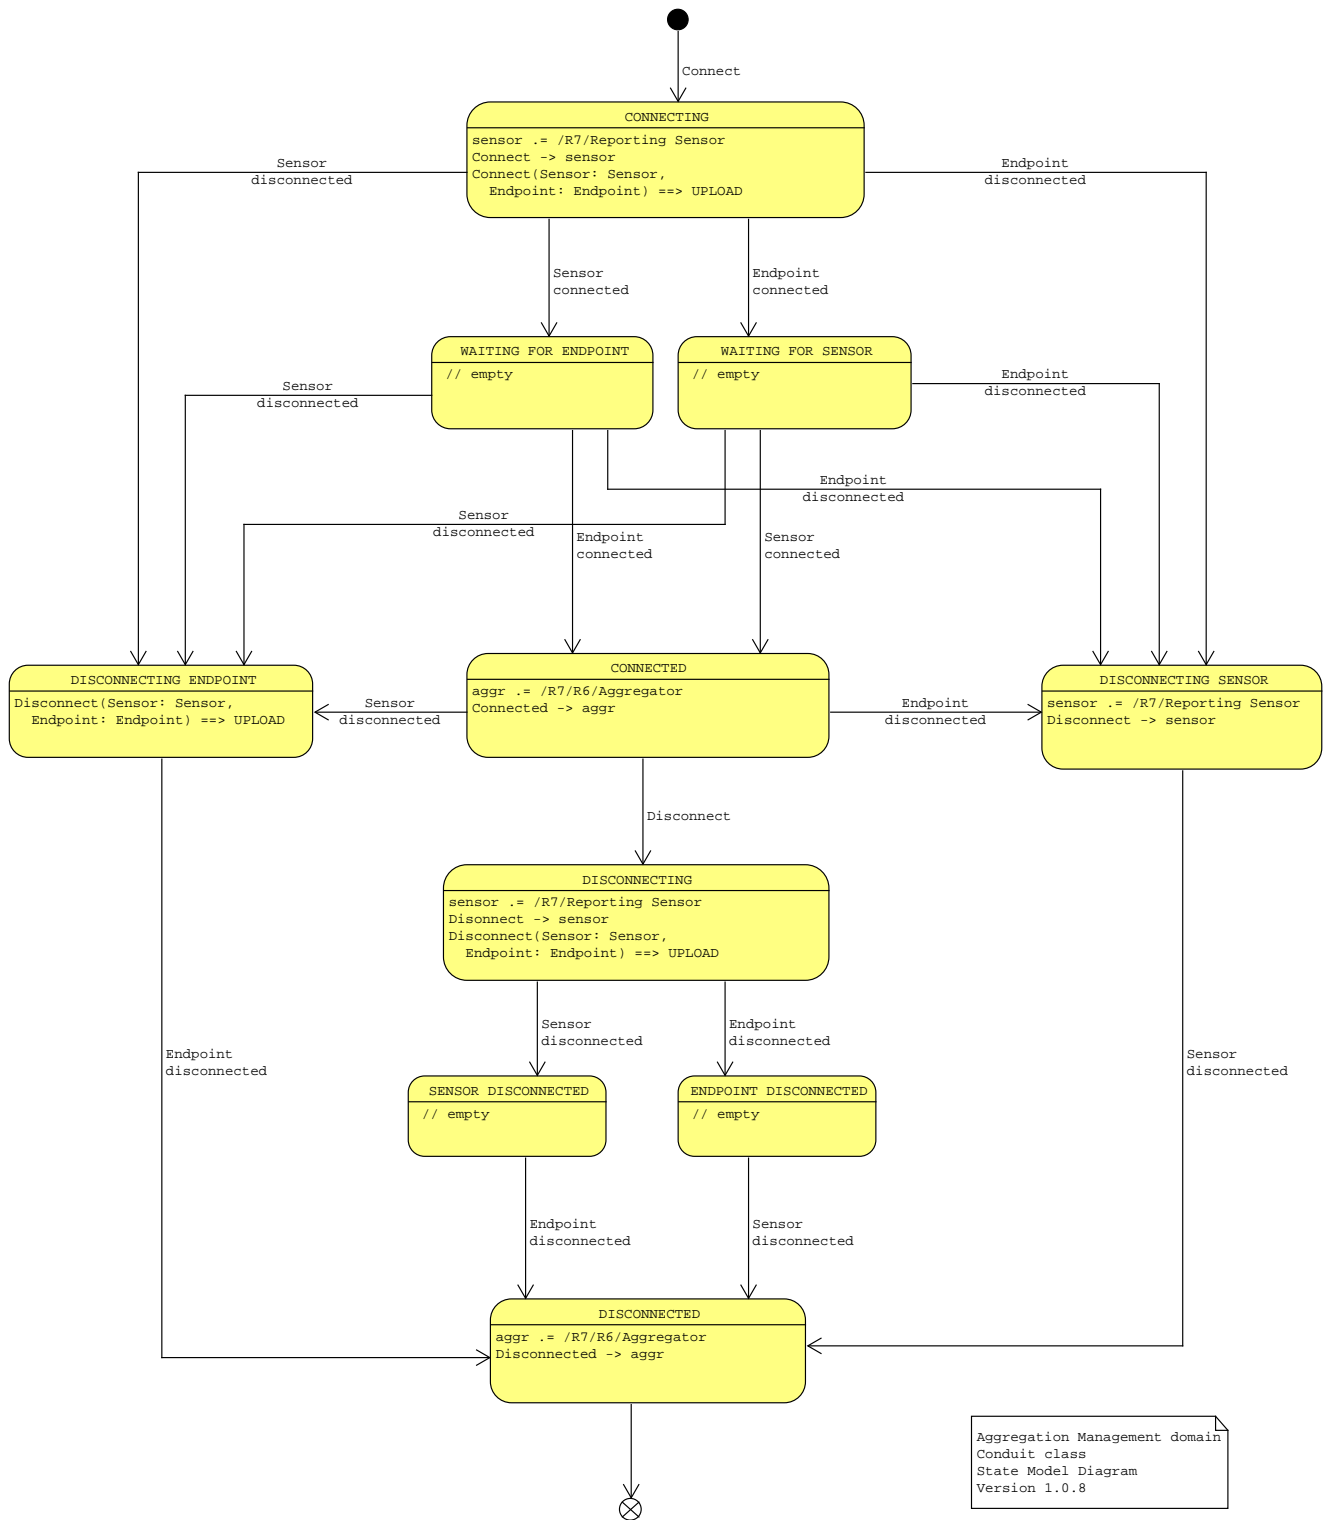 Connect
CONNECTING
sensor .= /R7/Reporting Sensor
Connect -> sensor
Connect(Sensor: Sensor,
Endpoint: Endpoint) ==> UPLOAD
Sensor
disconnected
Endpoint
disconnected
Sensor
connected
Endpoint
connected
WAITING FOR ENDPOINT
// empty
WAITING FOR SENSOR
// empty
Sensor
disconnected
Endpoint
disconnected
Endpoint
disconnected
Sensor
disconnected
Endpoint
connected
Sensor
connected
DISCONNECTING ENDPOINT
Disconnect(Sensor: Sensor,
Endpoint: Endpoint) ==> UPLOAD
Sensor
disconnected
CONNECTED
aggr .= /R7/R6/Aggregator
Connected -> aggr
Endpoint
disconnected
DISCONNECTING SENSOR
sensor .= /R7/Reporting Sensor
Disconnect -> sensor
Disconnect
DISCONNECTING
sensor .= /R7/Reporting Sensor
Disonnect -> sensor
Disconnect(Sensor: Sensor,
Endpoint: Endpoint) ==> UPLOAD
Sensor
disconnected
Endpoint
disconnected
Endpoint
disconnected
Sensor
disconnected
SENSOR DISCONNECTED
// empty
ENDPOINT DISCONNECTED
// empty
Endpoint
disconnected
Sensor
disconnected
DISCONNECTED
aggr .= /R7/R6/Aggregator
Disconnected -> aggr
Aggregation Management domain
Conduit class
State Model Diagram
Version 1.0.8